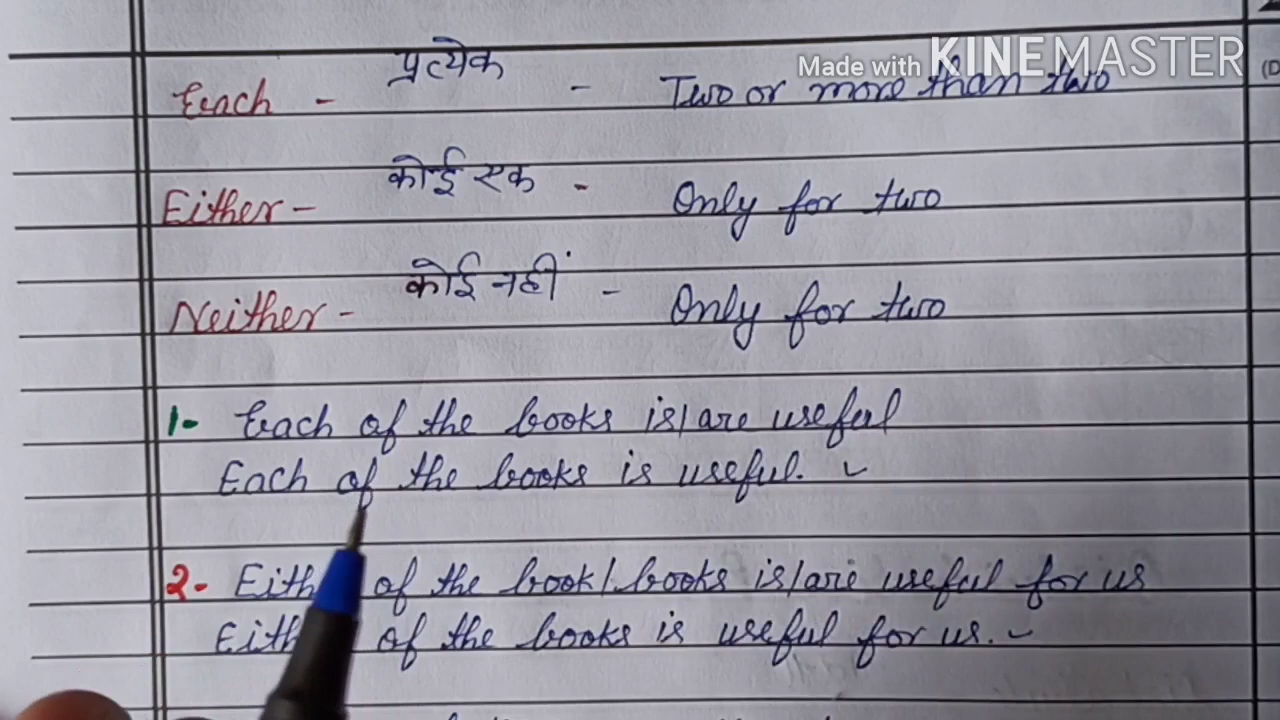 Made with KINEMASTER
Each - प्रत्येक - Two or more than two
Either - कोई एक - Only for two
Neither - कोई नहीं - Only for two
1- Each of the books is/are useful
Each of the books is useful. ✓
2- Eith of the book/books is/are useful for us
Eith of the books is useful for us. ✓